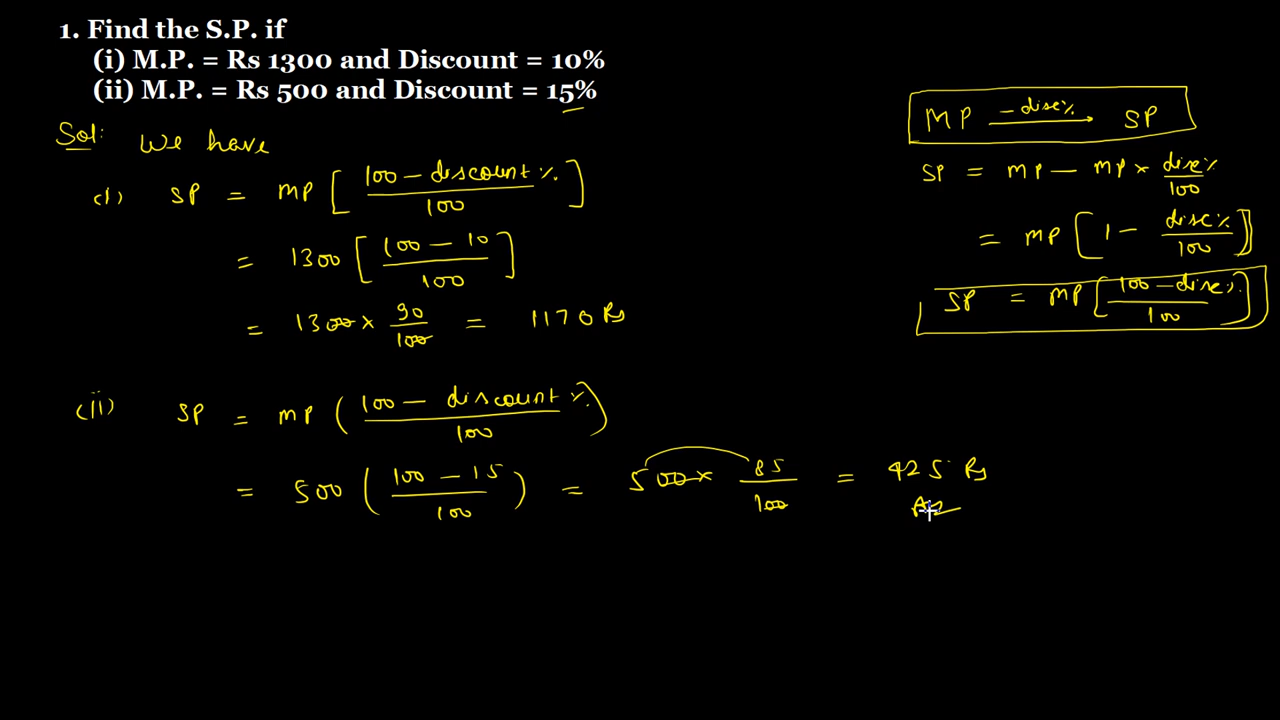 1. Find the S.P. if
(i) M.P. = Rs 1300 and Discount = 10%
(ii) M.P. = Rs 500 and Discount = 15%
Sol: We have
(i) SP = MP [ (100 - discount %) / 100 ]
= 1300 [ (100 - 10) / 100 ]
= 1300 × 90/100 = 1170 Rs
(ii) SP = MP ( (100 - discount %) / 100 )
= 500 ( (100 - 15) / 100 ) = 500 × 85/100 = 425 Rs
MP - disc% → SP
SP = MP - MP × disc%/100
= MP [ 1 - disc%/100 ]
SP = MP [ (100 - disc%) / 100 ]